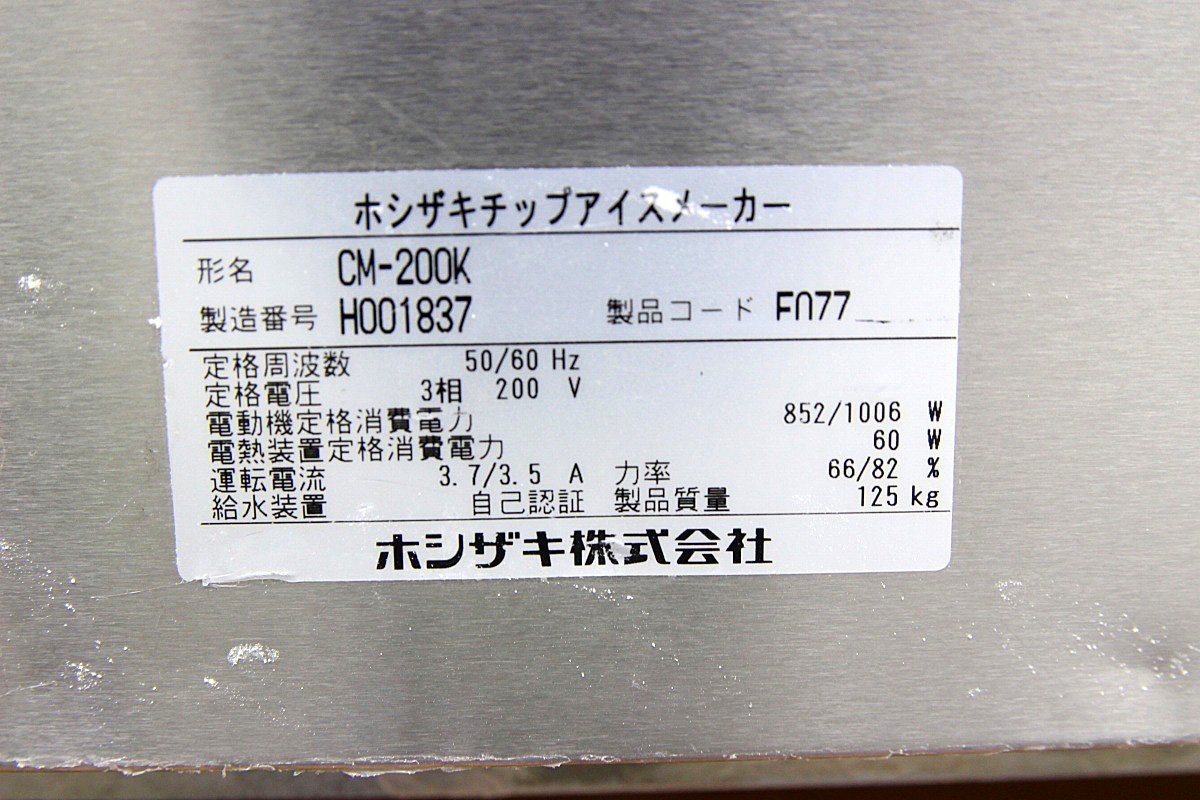 ホシザキチップアイスメーカー
形名 CM-200K
製造番号 H001837 製品コード F077
定格周波数 50/60 Hz
定格電圧 3相 200 V
電動機定格消費電力 852/1006 W
電熱装置定格消費電力 60 W
運転電流 3.7/3.5 A 力率 66/82 %
給水装置 自己認証 製品質量 125 kg
ホシザキ株式会社